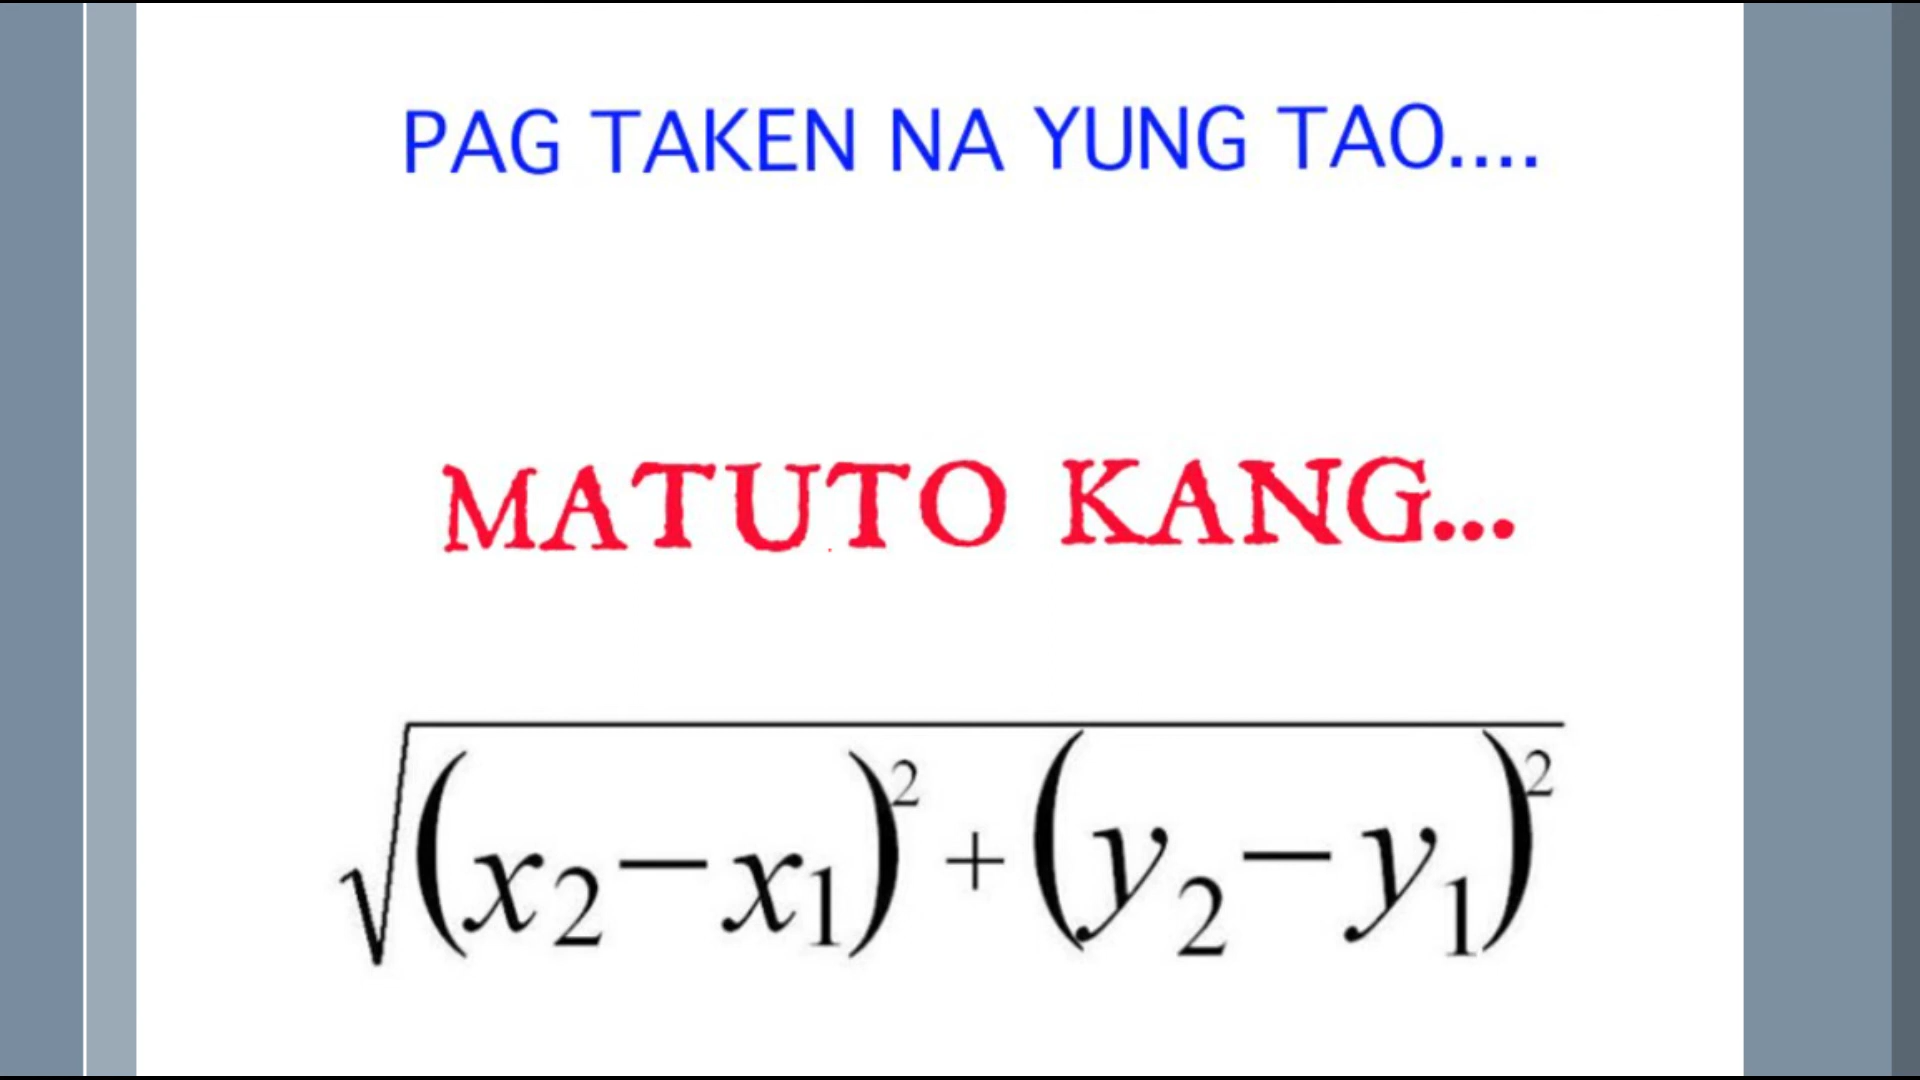 PAG TAKEN NA YUNG TAO....
MATUTO KANG...
√(x₂−x₁)²+(y₂−y₁)²